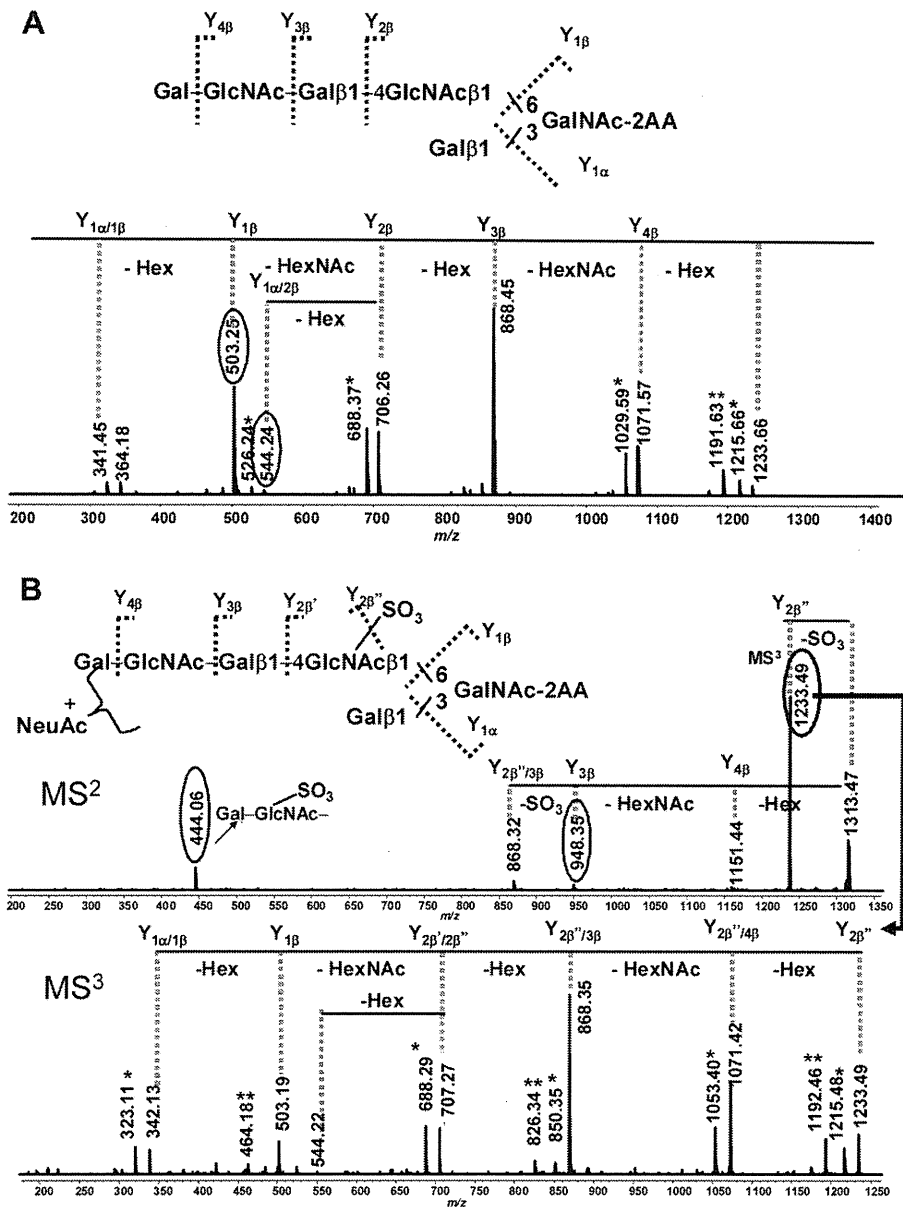 A
Y4β Y3β Y2β Y1β
Gal–GlcNAc–Galβ1–4GlcNAcβ1
6
GalNAc-2AA
3
Galβ1
Y1α
Y1α/1β Y1β Y2β Y3β Y4β
- Hex - HexNAc - Hex - HexNAc - Hex
Y1α/2β
- Hex
341.45 364.18 503.25 526.24* 544.24 688.37* 706.26 868.45 1029.59* 1071.57 1191.63** 1215.66* 1233.66
200 300 400 500 600 700 800 900 1000 1100 1200 1300 1400
m/z
B
Y4β Y3β Y2β' Y2β"
SO3
Y1β
Gal–GlcNAc–Galβ1–4GlcNAcβ1
6
GalNAc-2AA
3
Galβ1
Y1α
+
NeuAc
Y2β"
-SO3
MS3
1233.49
1313.47
MS2
444.06
SO3
Gal–GlcNAc–
Y2β"/3β Y3β Y4β
-SO3 - HexNAc -Hex
868.32 948.35 1151.44
200 250 300 350 400 450 500 550 600 650 700 750 800 850 900 950 1000 1050 1100 1150 1200 1250 1300 1350
m/z
Y1α/1β Y1β Y2β'/2β" Y2β"/3β Y2β"/4β Y2β"
MS3
-Hex - HexNAc -Hex - HexNAc -Hex
-Hex
323.11* 342.13 464.18* 503.19 544.22 688.29* 707.27 826.34** 850.35* 868.35 1053.40* 1071.42 1192.46** 1215.48* 1233.49
200 250 300 350 400 450 500 550 600 650 700 750 800 850 900 950 1000 1050 1100 1150 1200 1250
m/z